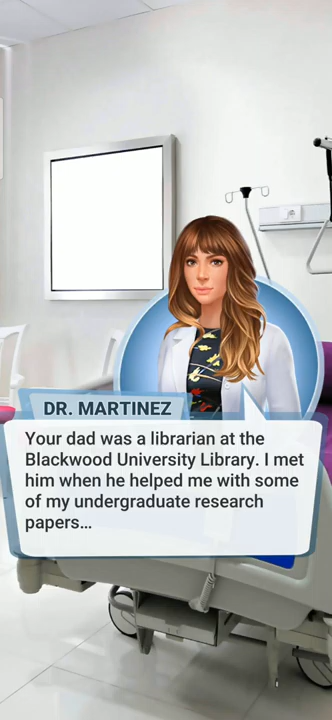 DR. MARTINEZ
Your dad was a librarian at the
Blackwood University Library. I met
him when he helped me with some
of my undergraduate research
papers...